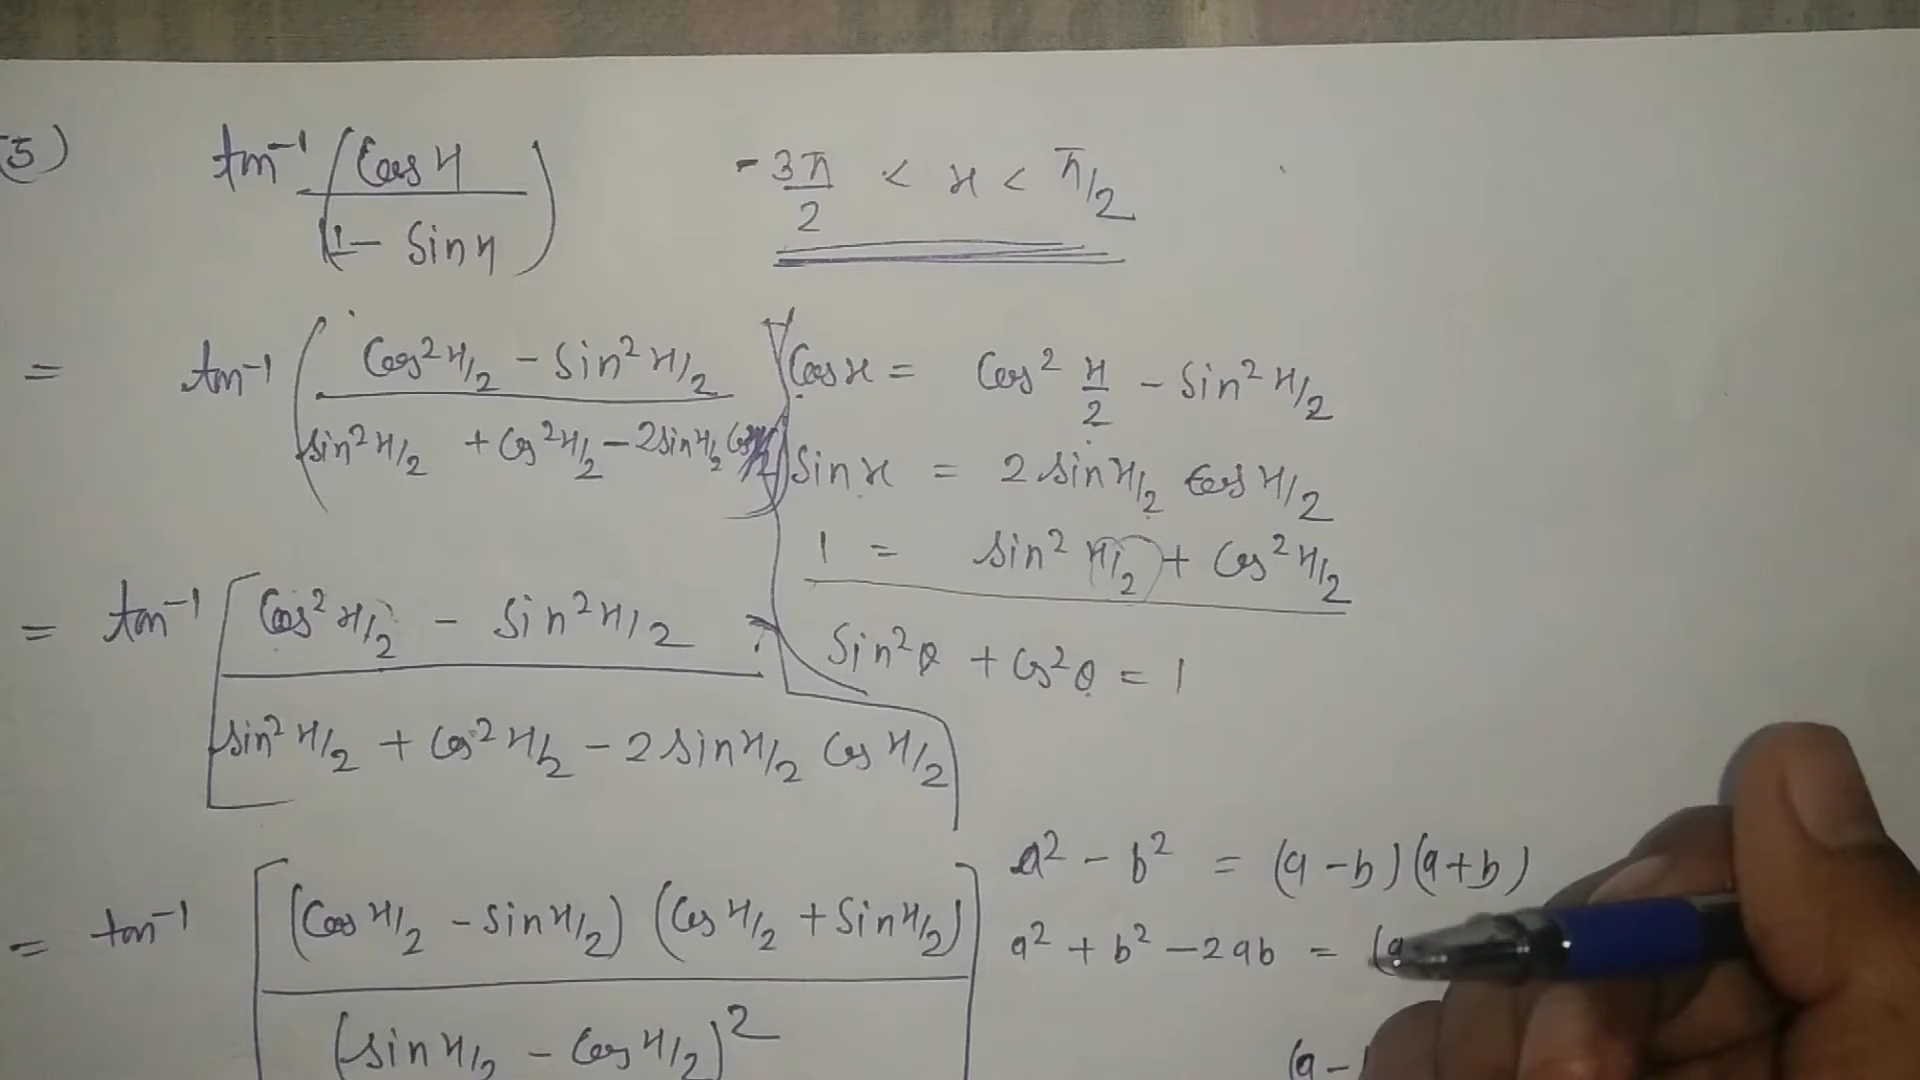 (5) tan⁻¹ (Cos x / 1 - Sin x) -3π/2 < x < π/2
= tan⁻¹ (Cos² x/2 - Sin² x/2 / Sin² x/2 + Cos² x/2 - 2 Sin x/2 Cos x/2)
Cos x = Cos² x/2 - Sin² x/2
Sin x = 2 Sin x/2 Cos x/2
1 = Sin² x/2 + Cos² x/2
Sin² θ + Cos² θ = 1
= tan⁻¹ [Cos² x/2 - Sin² x/2 / Sin² x/2 + Cos² x/2 - 2 Sin x/2 Cos x/2]
= tan⁻¹ [(Cos x/2 - Sin x/2) (Cos x/2 + Sin x/2) / (Sin x/2 - Cos x/2)²
a² - b² = (a - b) (a + b)
a² + b² - 2ab = (a
(a -